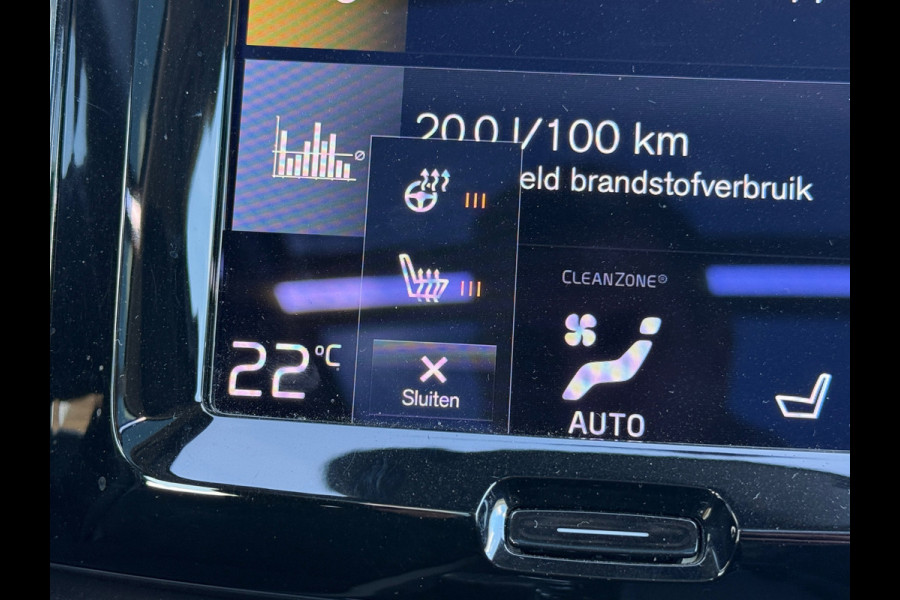 20,0 l/100 km
eld brandstofverbruik
CLEANZONE®
22°C
Sluiten
AUTO